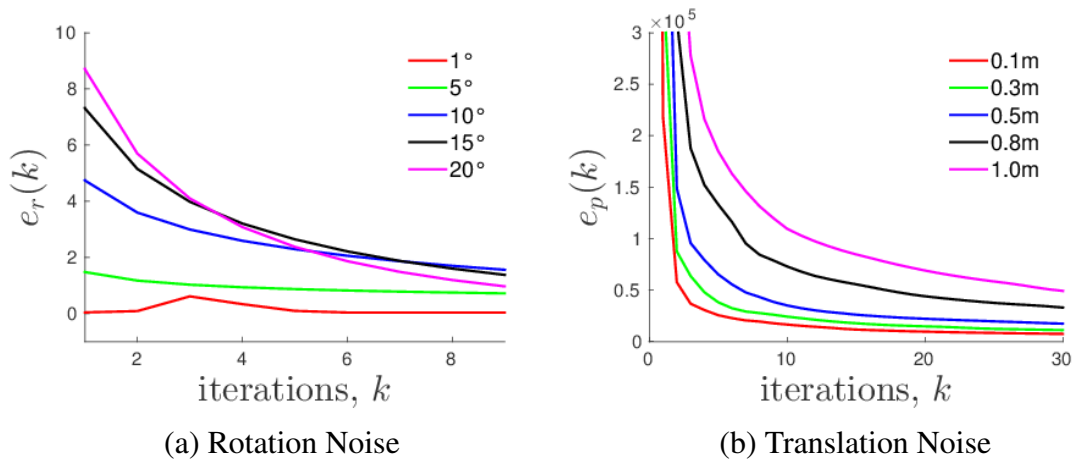 10
8
6
4
2
0
e_r(k)
1°
5°
10°
15°
20°
2 4 6 8
iterations, k
(a) Rotation Noise
×10^5
3
2.5
2
1.5
1
0.5
0
e_p(k)
0.1m
0.3m
0.5m
0.8m
1.0m
0 10 20 30
iterations, k
(b) Translation Noise